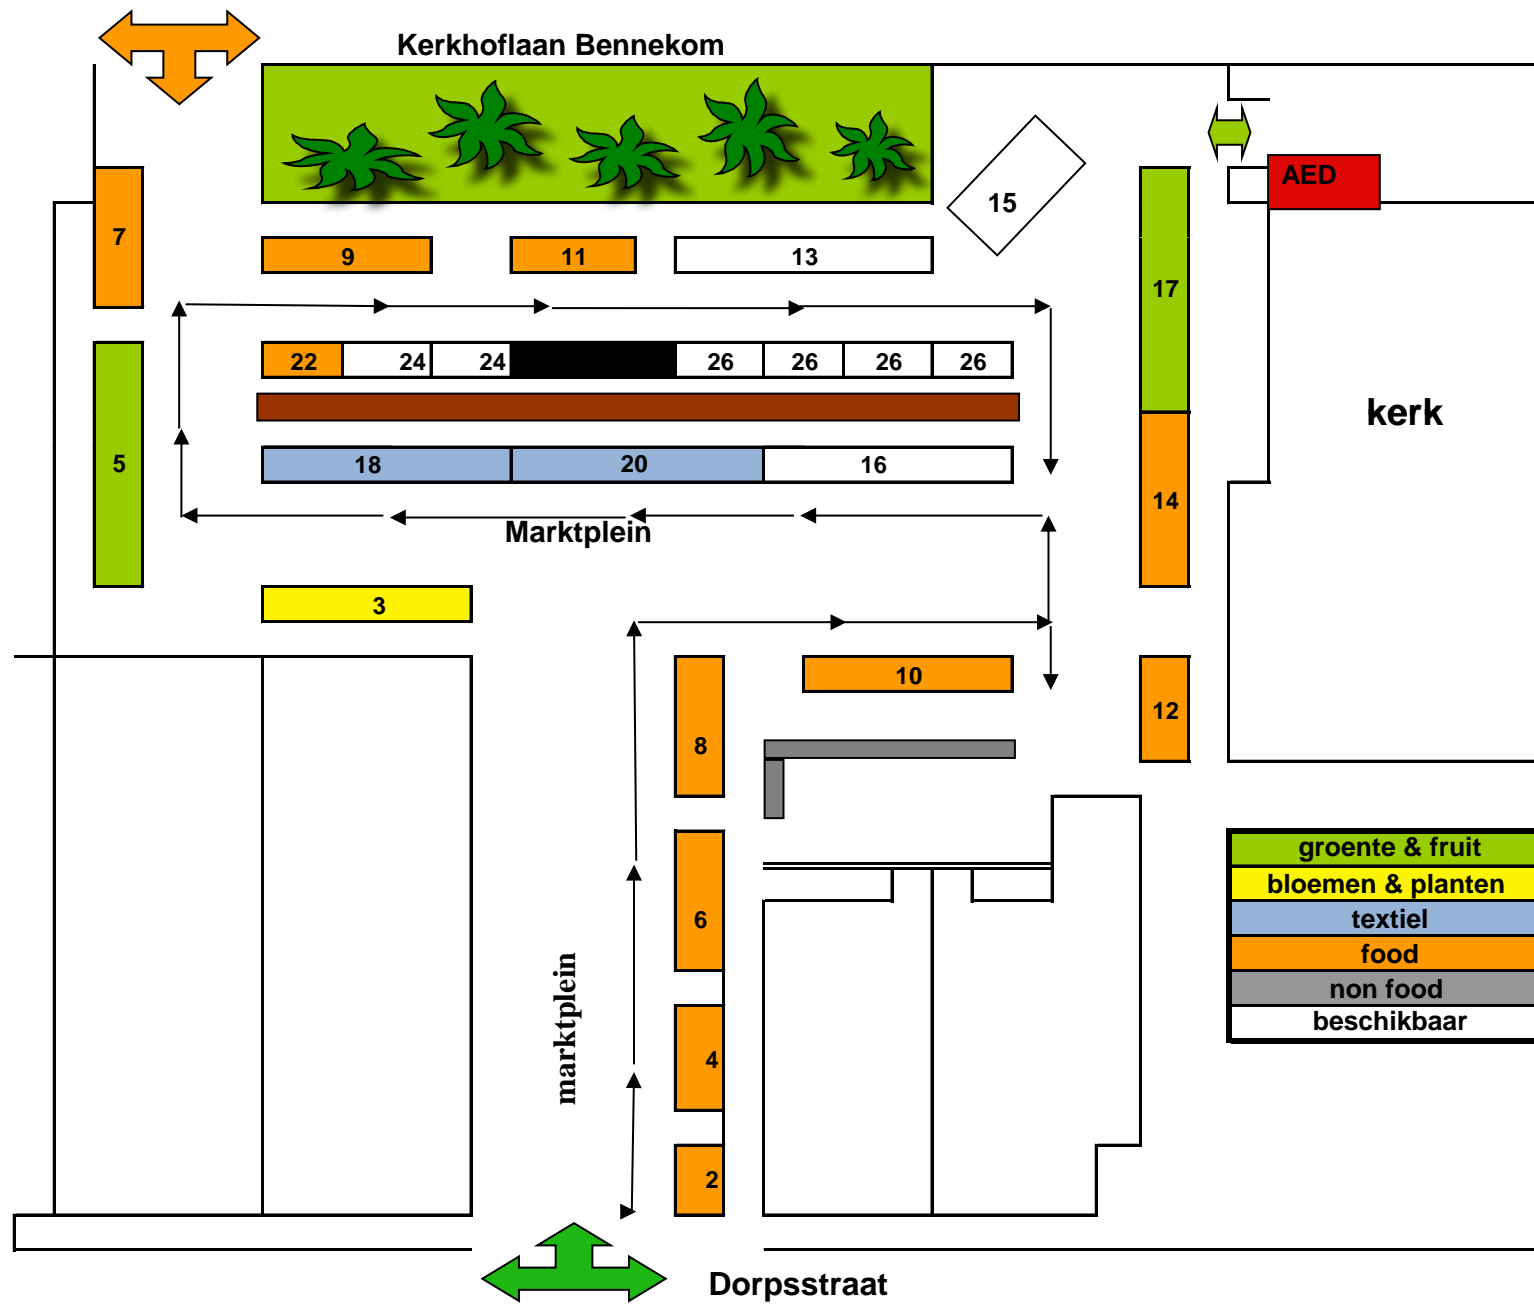 Kerkhoflaan Bennekom
AED
15
7
9
11
13
17
22
24
24
26
26
26
26
kerk
5
18
20
16
14
Marktplein
3
10
12
8
groente & fruit
bloemen & planten
textiel
food
non food
beschikbaar
6
marktplein
4
2
Dorpsstraat